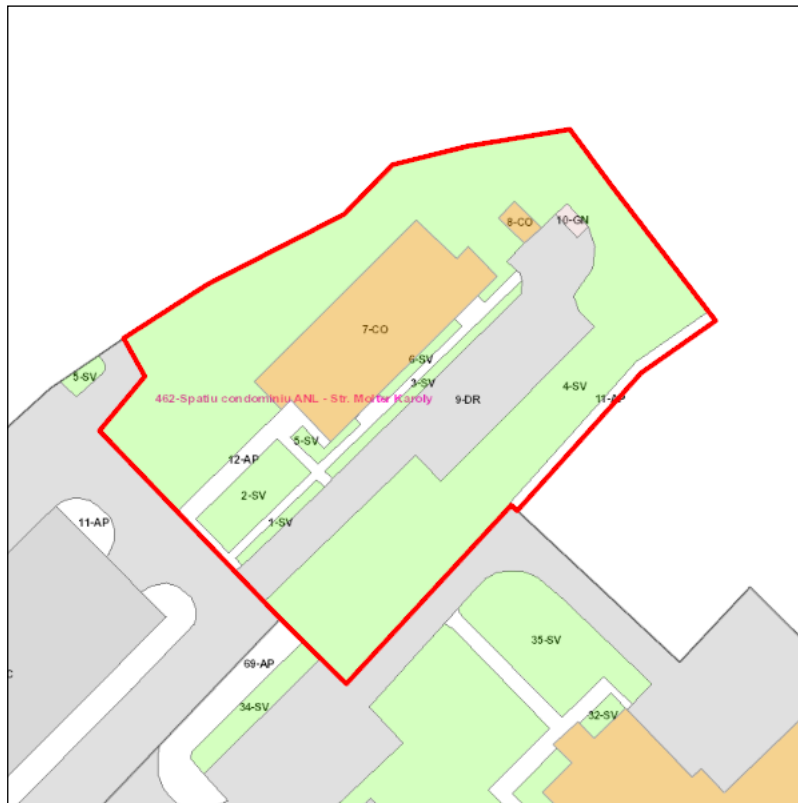 10-GN
8-CO
7-CO
6-SV
5-SV
3-SV
4-SV
462-Spatiu condominiu ANL - Str. Molter Karoly
9-DR
11-AP
5-SV
12-AP
2-SV
11-AP
1-SV
35-SV
69-AP
34-SV
32-SV
c